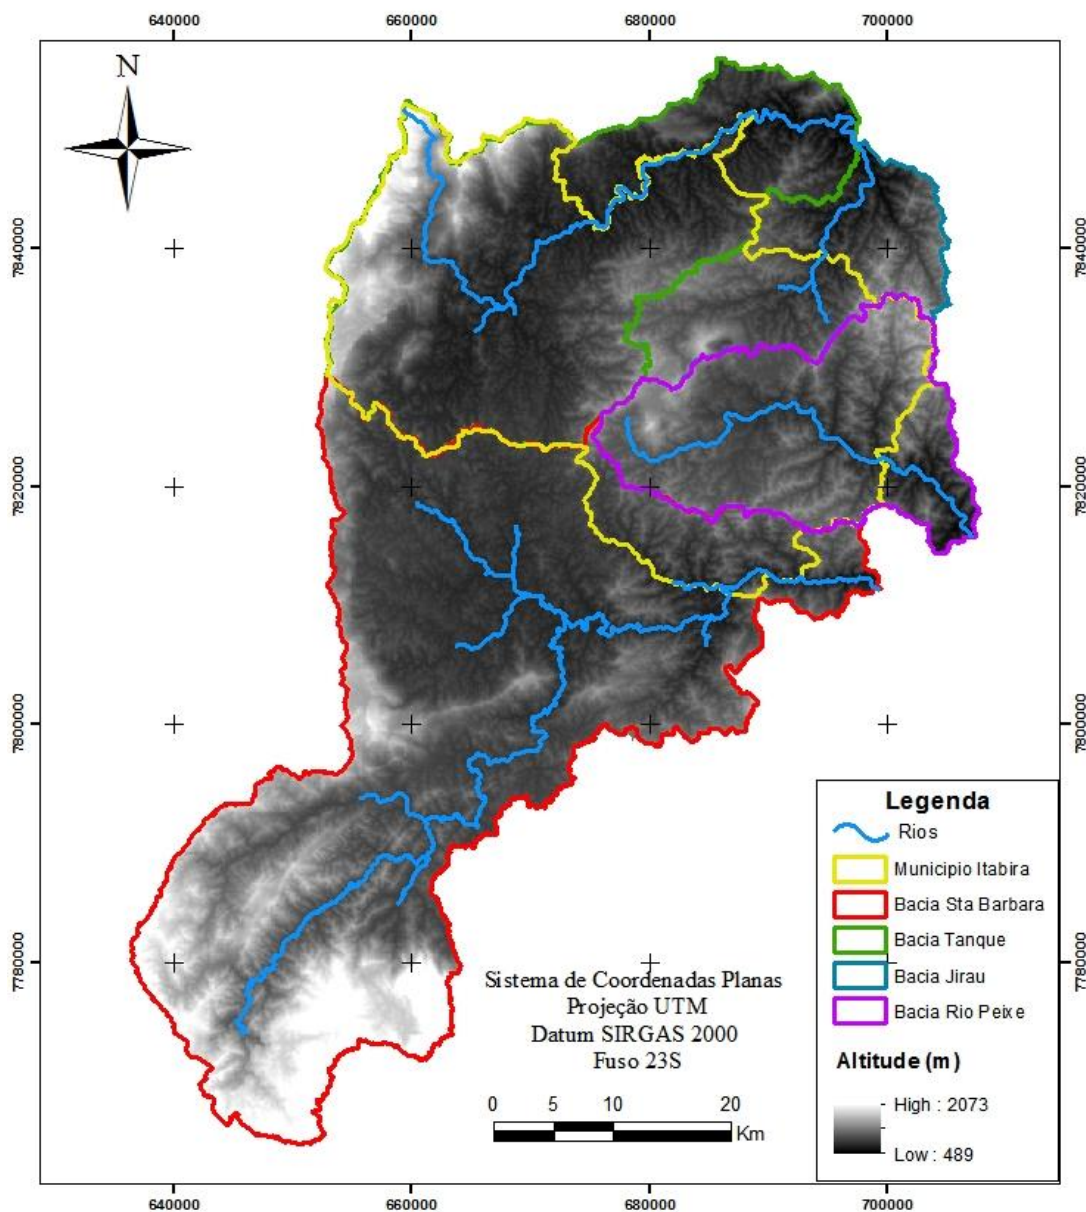 640000 660000 680000 700000
N
7840000 7840000
7820000 7820000
7800000 7800000
7780000 7780000
Legenda
Rios
Municipio Itabira
Bacia Sta Barbara
Bacia Tanque
Bacia Jirau
Bacia Rio Peixe
Altitude (m)
High : 2073
Low : 489
Sistema de Coordenadas Planas
Projeção UTM
Datum SIRGAS 2000
Fuso 23S
0 5 10 20
Km
640000 660000 680000 700000